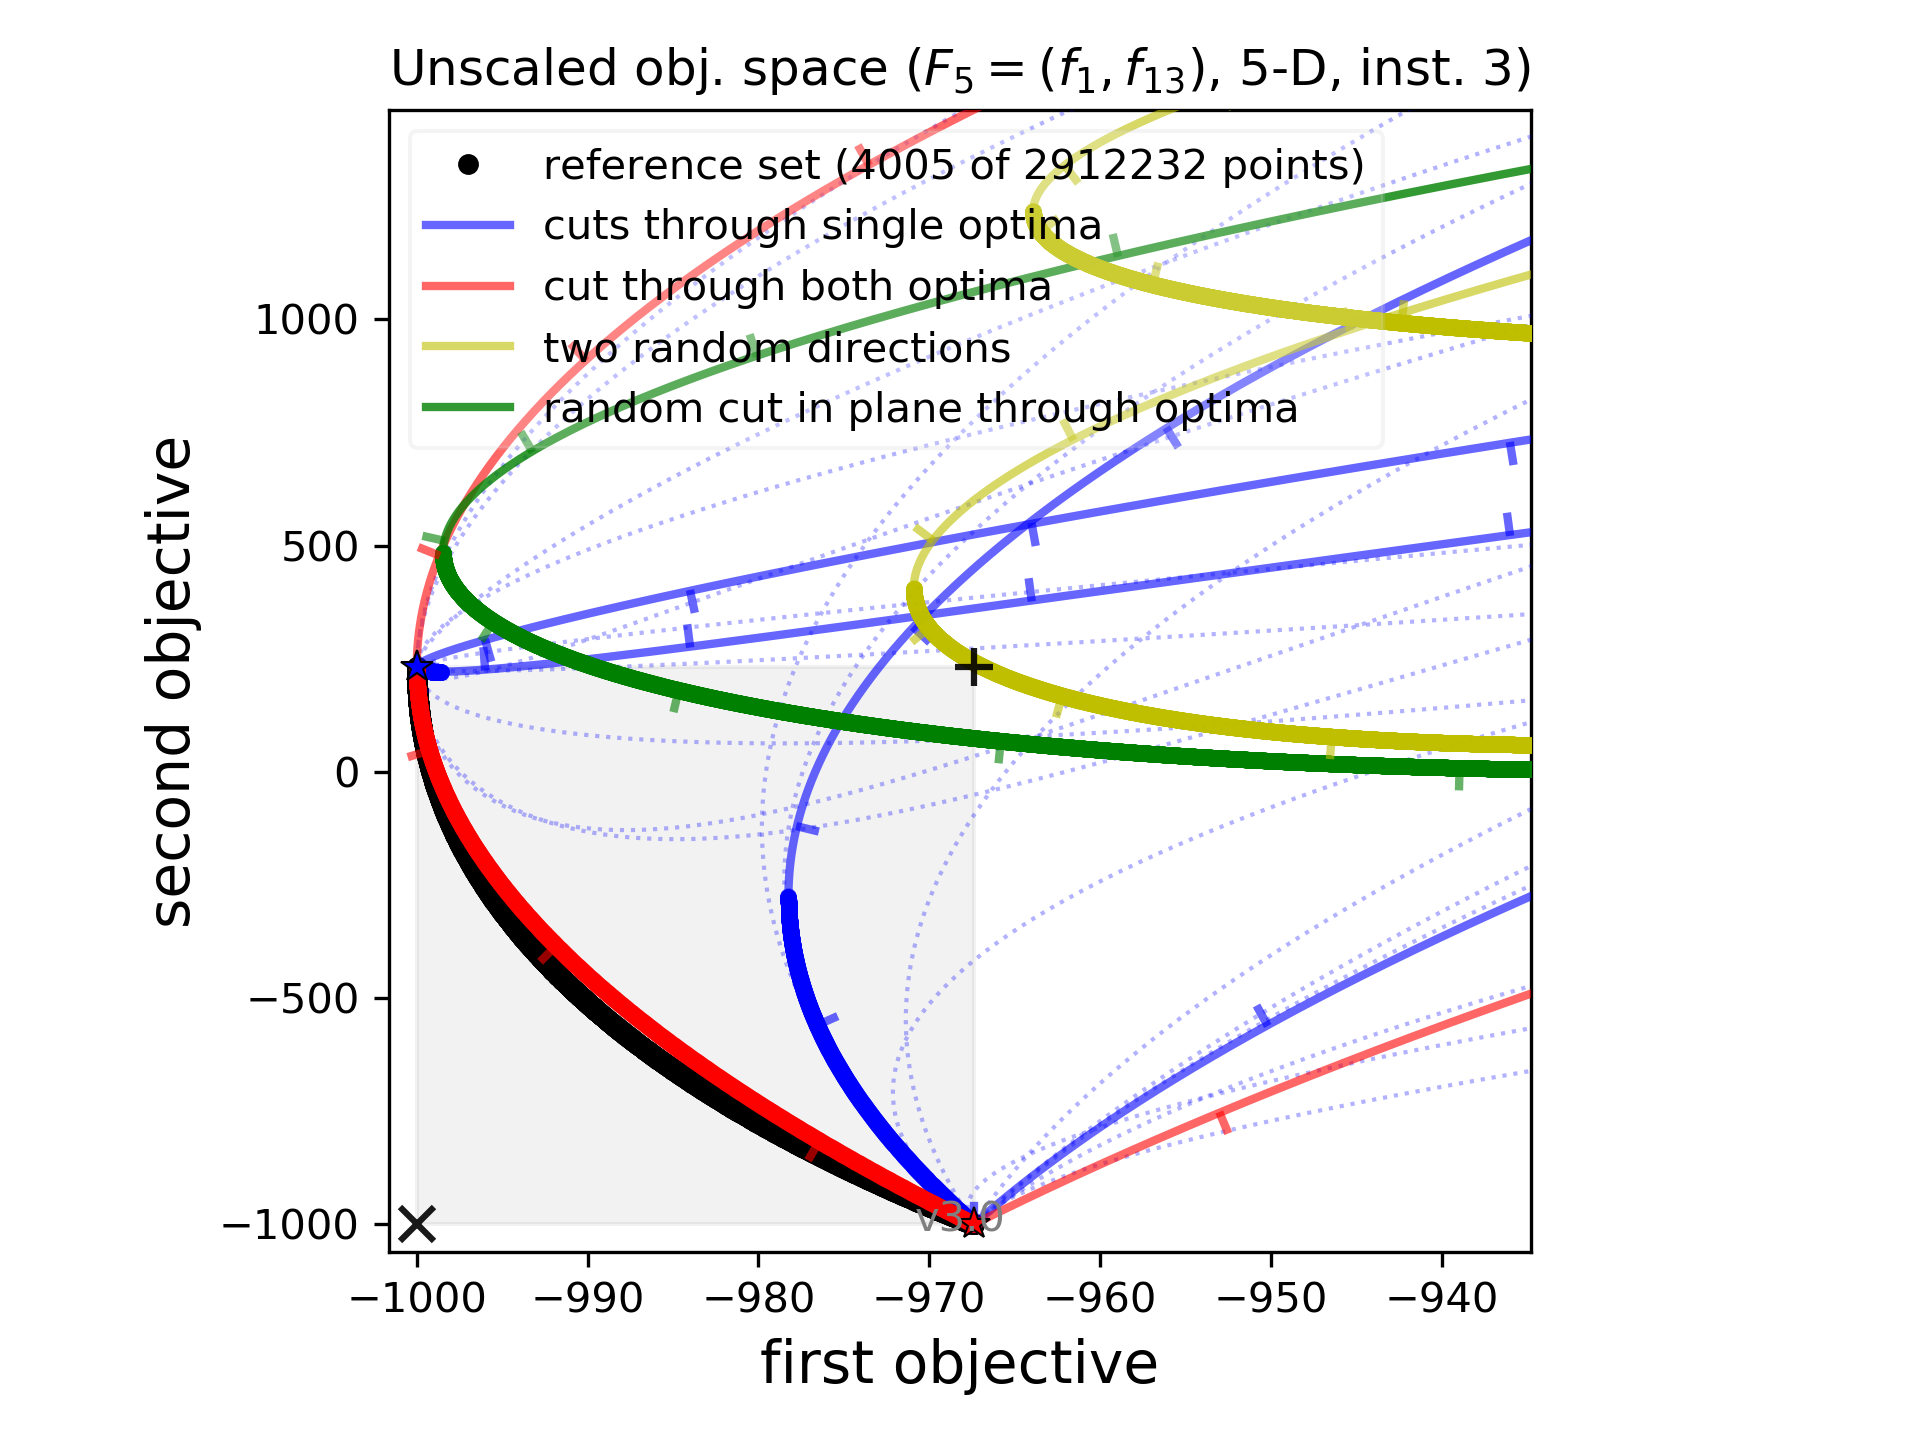 Unscaled obj. space (F₅ = (f₁, f₁₃), 5-D, inst. 3)
reference set (4005 of 2912232 points)
cuts through single optima
cut through both optima
two random directions
random cut in plane through optima
second objective
1000
500
0
−500
−1000
v3.0
−1000 −990 −980 −970 −960 −950 −940
first objective